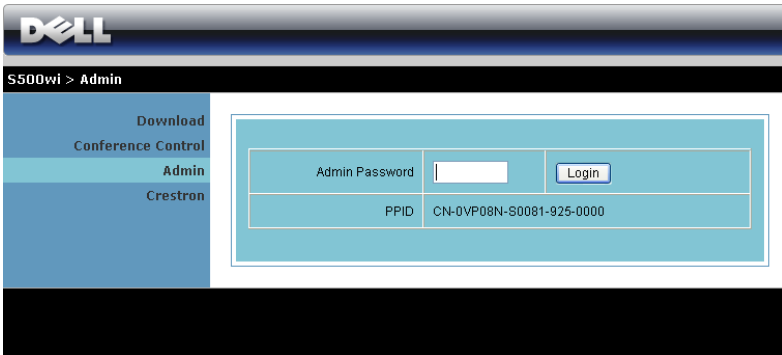 DELL
S500wi > Admin
Download
Conference Control
Admin
Crestron
Admin Password
Login
PPID
CN-0VP08N-S0081-925-0000